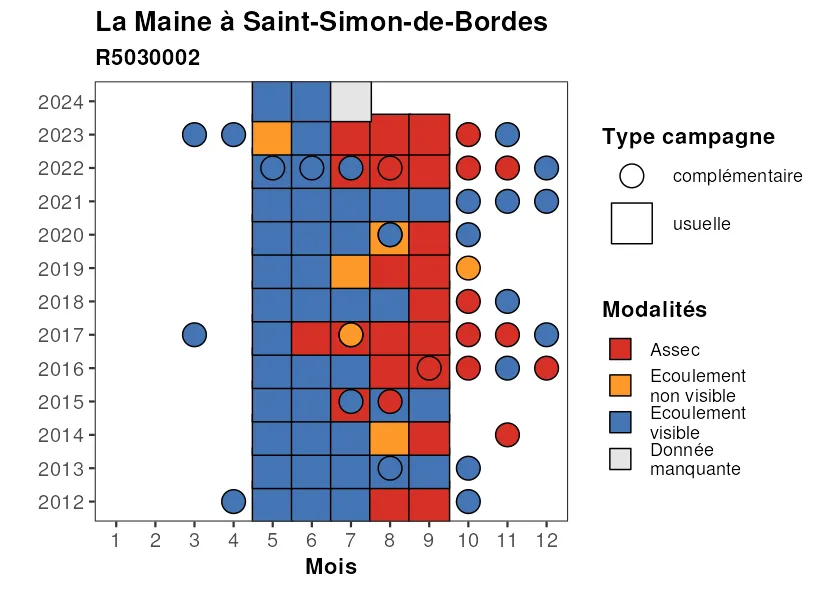 La Maine à Saint-Simon-de-Bordes
R5030002
2024
2023
2022
2021
2020
2019
2018
2017
2016
2015
2014
2013
2012
1 2 3 4 5 6 7 8 9 10 11 12
Mois
Type campagne
complémentaire
usuelle
Modalités
Assec
Ecoulement
non visible
Ecoulement
visible
Donnée
manquante